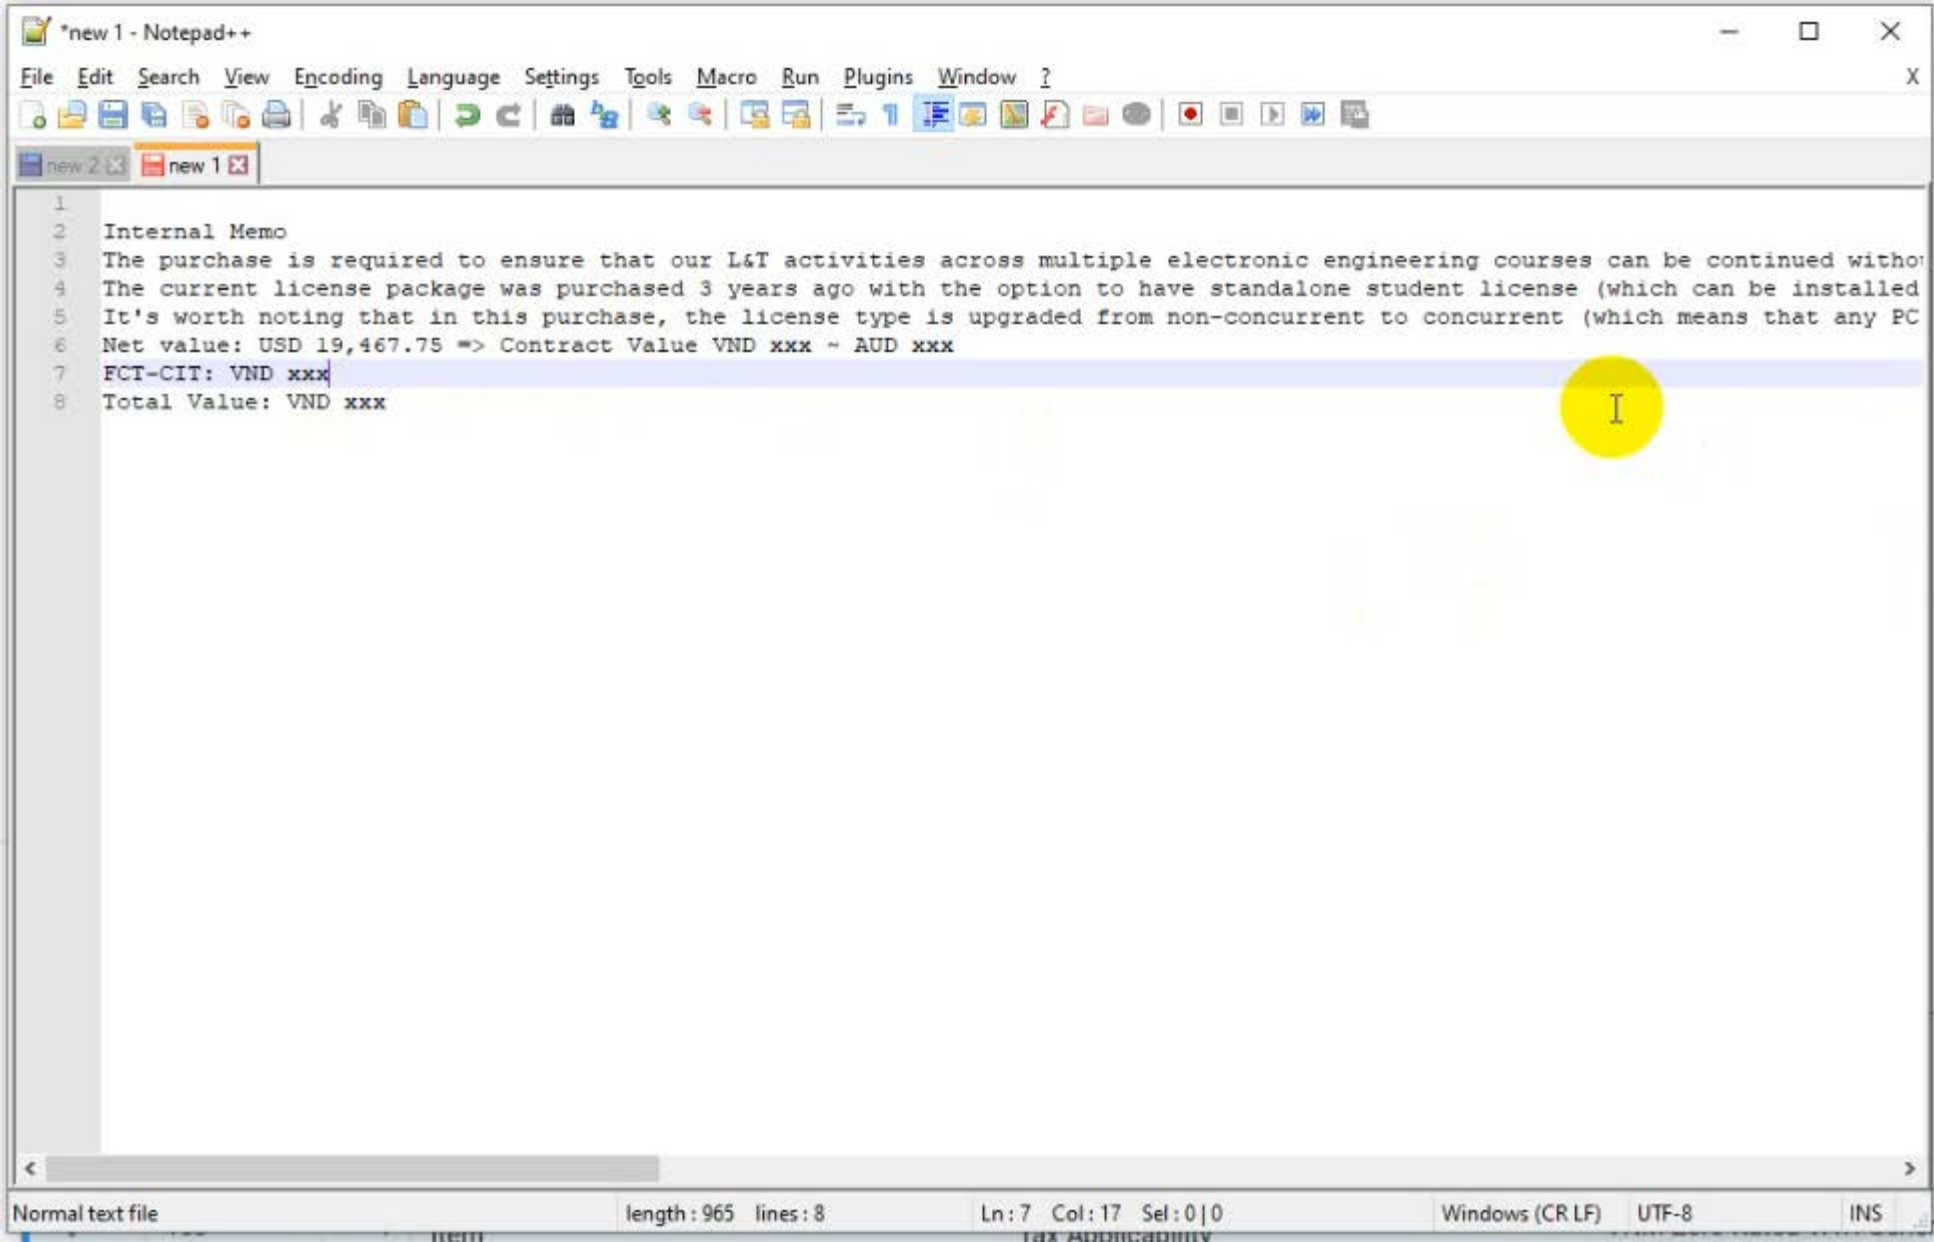 *new 1 - Notepad++
File Edit Search View Encoding Language Settings Tools Macro Run Plugins Window ? X
new 2 new 1
1
2 Internal Memo
3 The purchase is required to ensure that our L&T activities across multiple electronic engineering courses can be continued withou
4 The current license package was purchased 3 years ago with the option to have standalone student license (which can be installed
5 It's worth noting that in this purchase, the license type is upgraded from non-concurrent to concurrent (which means that any PC
6 Net value: USD 19,467.75 => Contract Value VND xxx ~ AUD xxx
7 FCT-CIT: VND xxx
8 Total Value: VND xxx
Normal text file length : 965 lines : 8 Ln : 7 Col : 17 Sel : 0 | 0 Windows (CR LF) UTF-8 INS
Item Tax Applicability